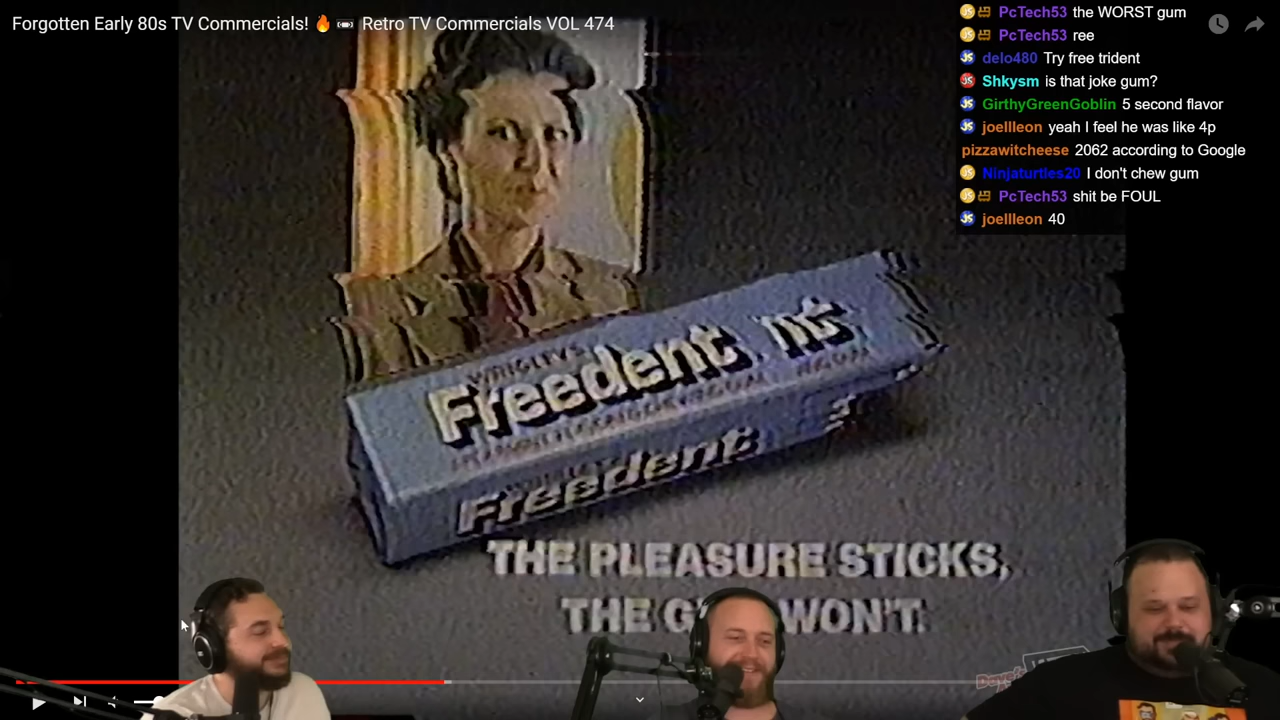 Forgotten Early 80s TV Commercials! 🔥 📼 Retro TV Commercials VOL 474
PcTech53 the WORST gum
PcTech53 ree
delo480 Try free trident
Shkysm is that joke gum?
GirthyGreenGoblin 5 second flavor
joellleon yeah I feel he was like 4p
pizzawitcheese 2062 according to Google
Ninjaturtles20 I don't chew gum
PcTech53 shit be FOUL
joellleon 40
WRIGLEY'S
Freedent
Freedent
THE PLEASURE STICKS,
THE G WON'T.